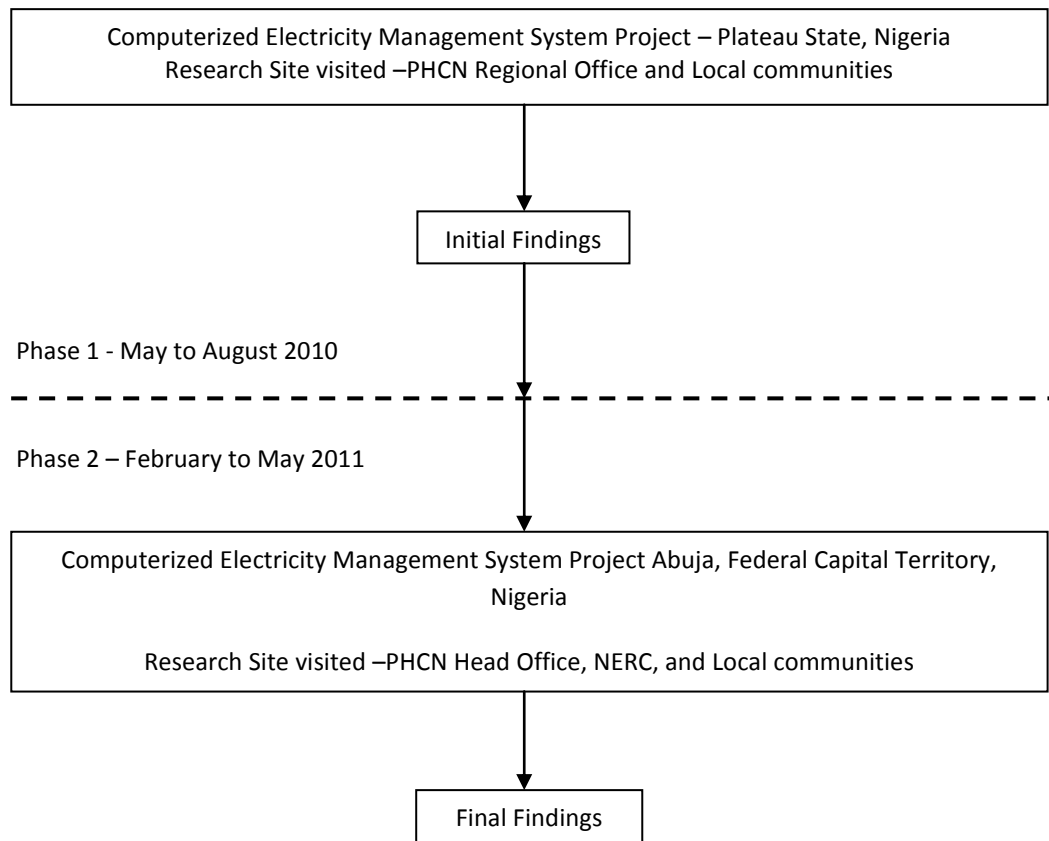 Computerized Electricity Management System Project – Plateau State, Nigeria
Research Site visited –PHCN Regional Office and Local communities
Initial Findings
Phase 1 - May to August 2010
Phase 2 – February to May 2011
Computerized Electricity Management System Project Abuja, Federal Capital Territory,
Nigeria
Research Site visited –PHCN Head Office, NERC, and Local communities
Final Findings